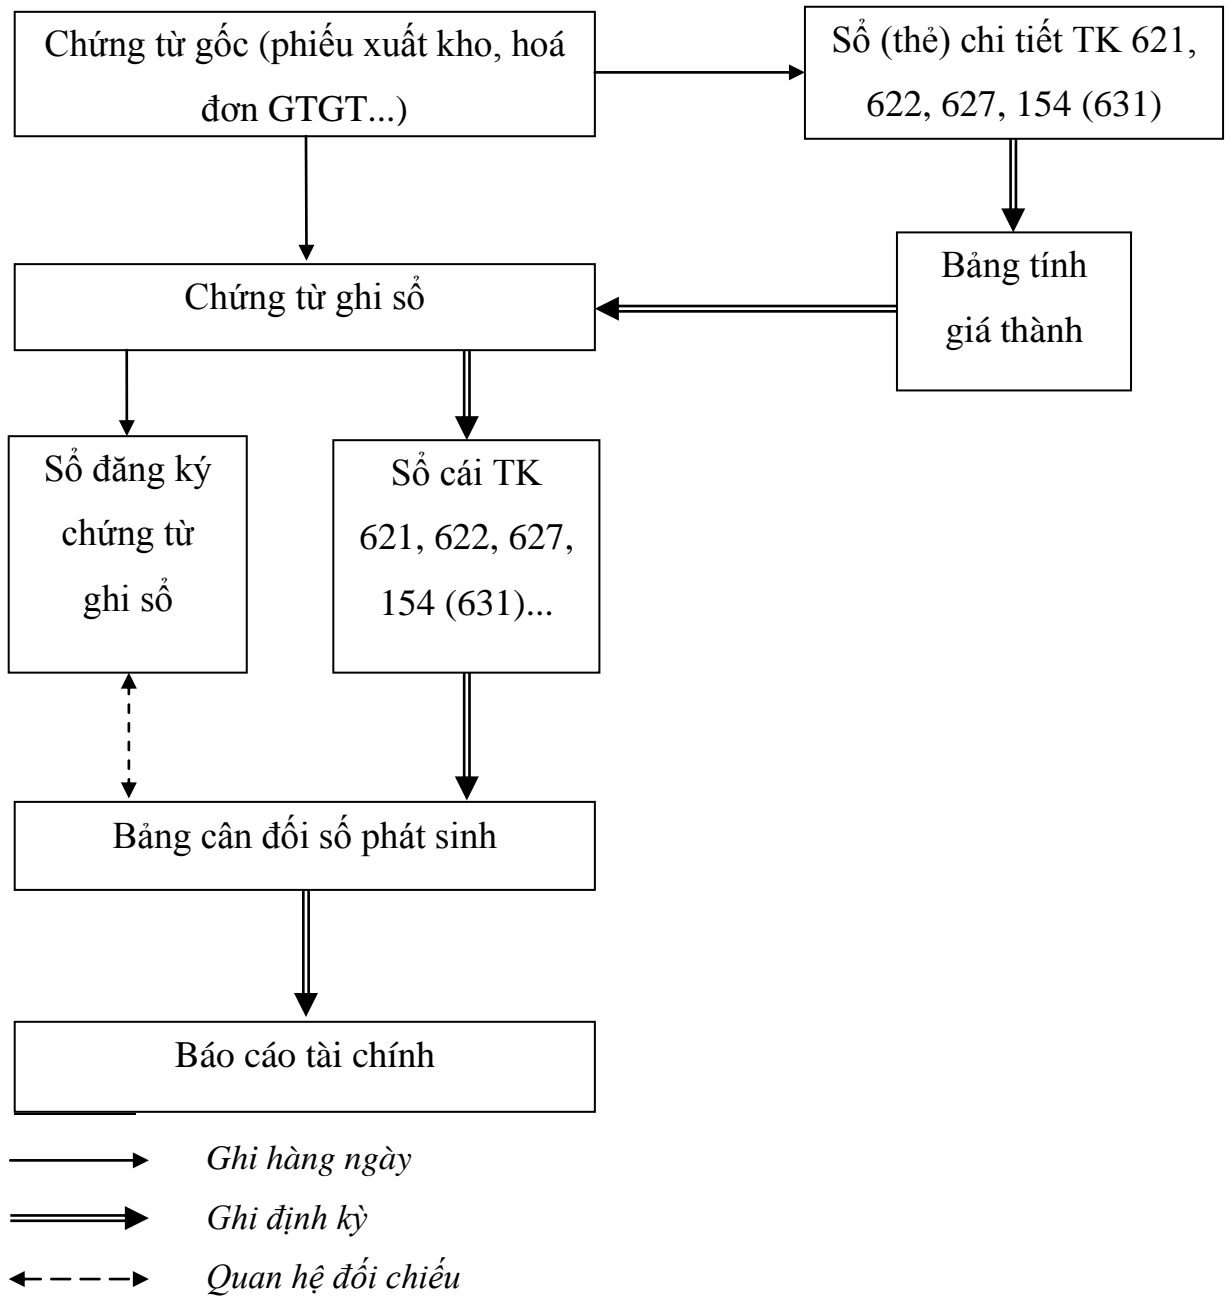 Chứng từ gốc (phiếu xuất kho, hoá
đơn GTGT...)
Sổ (thẻ) chi tiết TK 621,
622, 627, 154 (631)
Bảng tính
giá thành
Chứng từ ghi sổ
Sổ đăng ký
chứng từ
ghi sổ
Sổ cái TK
621, 622, 627,
154 (631)...
Bảng cân đối số phát sinh
Báo cáo tài chính
Ghi hàng ngày
Ghi định kỳ
Quan hệ đối chiếu